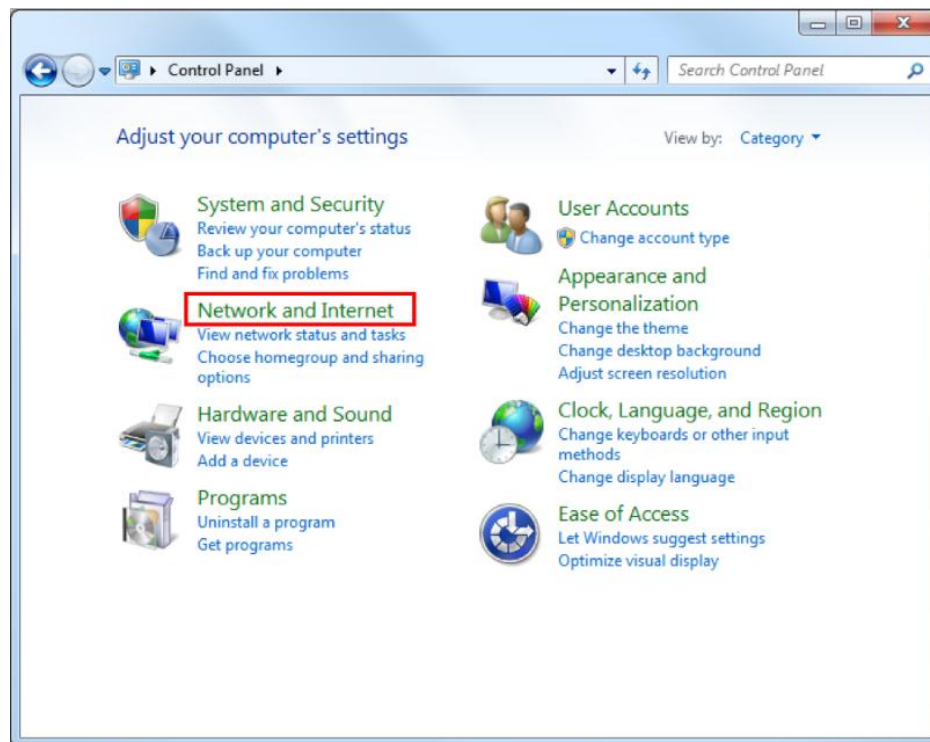 Control Panel
Search Control Panel
Adjust your computer's settings
View by: Category
System and Security
Review your computer's status
Back up your computer
Find and fix problems
Network and Internet
View network status and tasks
Choose homegroup and sharing
options
Hardware and Sound
View devices and printers
Add a device
Programs
Uninstall a program
Get programs
User Accounts
Change account type
Appearance and
Personalization
Change the theme
Change desktop background
Adjust screen resolution
Clock, Language, and Region
Change keyboards or other input
methods
Change display language
Ease of Access
Let Windows suggest settings
Optimize visual display